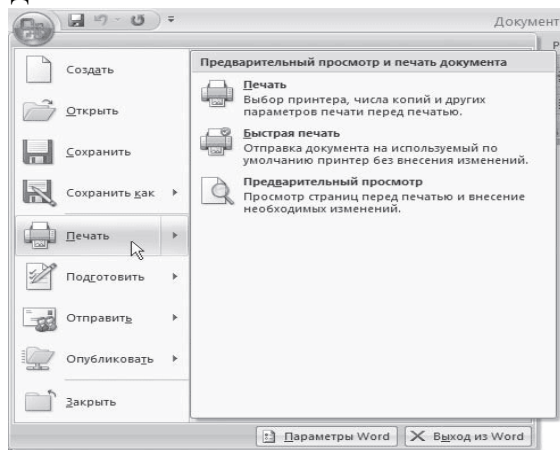 Документ
Создать
Открыть
Сохранить
Сохранить как
Печать
Подготовить
Отправить
Опубликовать
Закрыть
Предварительный просмотр и печать документа
Печать
Выбор принтера, числа копий и других
параметров печати перед печатью.
Быстрая печать
Отправка документа на используемый по
умолчанию принтер без внесения изменений.
Предварительный просмотр
Просмотр страниц перед печатью и внесение
необходимых изменений.
Параметры Word
Выход из Word